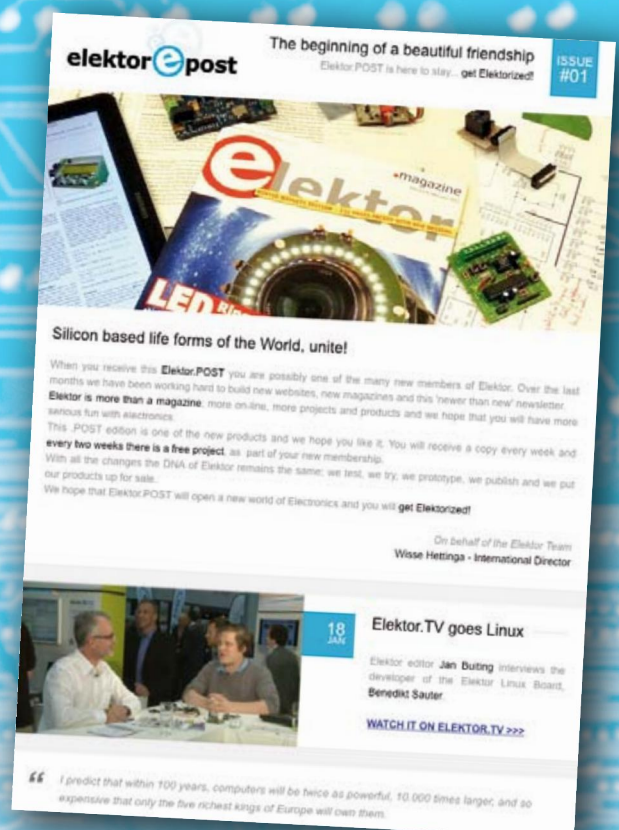 elektor e post
The beginning of a beautiful friendship
Elektor.POST is here to stay... get Elektorized!
ISSUE
#01
elektor
magazine
LED
Silicon based life forms of the World, unite!
When you receive this Elektor.POST you are possibly one of the many new members of Elektor. Over the last
months we have been working hard to build new websites, new magazines and this 'newer than new' newsletter.
Elektor is more than a magazine, more on-line, more projects and products and we hope that you will have more
serious fun with electronics.
This .POST edition is one of the new products and we hope you like it. You will receive a copy every week and
every two weeks there is a free project, as part of your new membership.
With all the changes the DNA of Elektor remains the same; we test, we try, we prototype, we publish and we put
our products up for sale.
We hope that Elektor.POST will open a new world of Electronics and you will get Elektorized!
On behalf of the Elektor Team
Wisse Hettinga - International Director
18
JAN
Elektor.TV goes Linux
Elektor editor Jan Buiting interviews the
developer of the Elektor Linux Board,
Benedikt Sauter.
WATCH IT ON ELEKTOR.TV >>>
“ I predict that within 100 years, computers will be twice as powerful, 10.000 times larger, and so
expensive that only the five richest kings of Europe will own them.